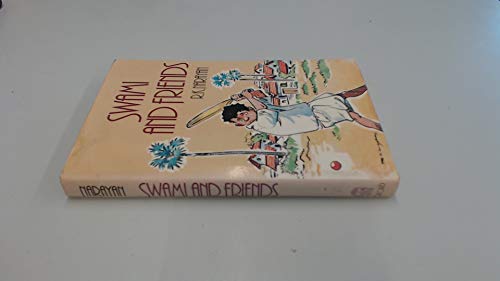 SWAMI
AND FRIENDS
R.K.NARAYAN
NARAYAN SWAMI AND FRIENDS